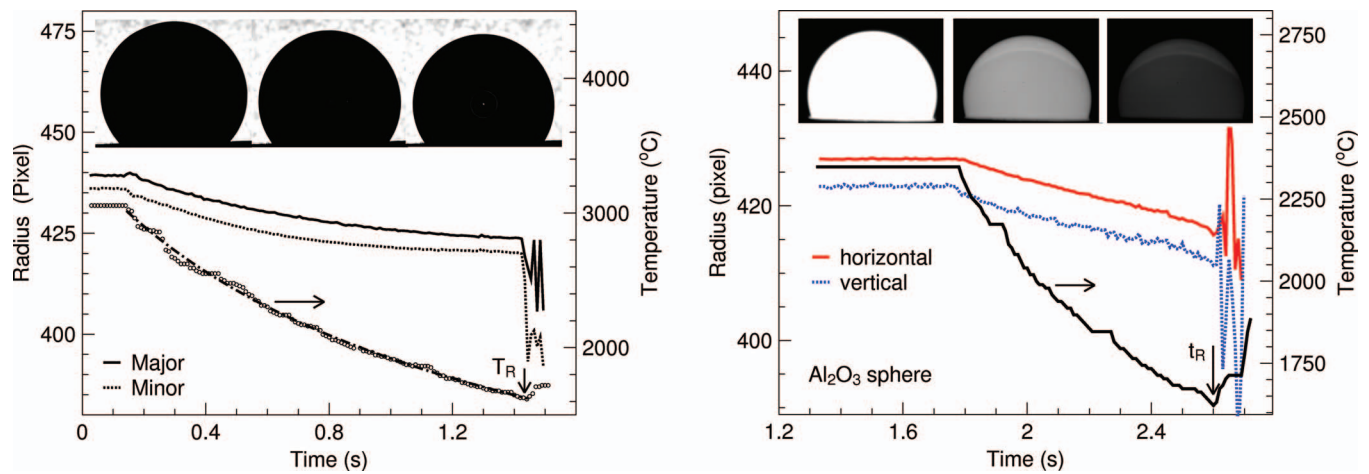 475
450
425
400
Radius (Pixel)
4000
3000
2000
Temperature (°C)
Major
Minor
T_R
0
0.4
0.8
1.2
Time (s)
440
420
400
Radius (pixel)
2750
2500
2250
2000
1750
Temperature (°C)
horizontal
vertical
t_R
Al₂O₃ sphere
1.2
1.6
2
2.4
Time (s)